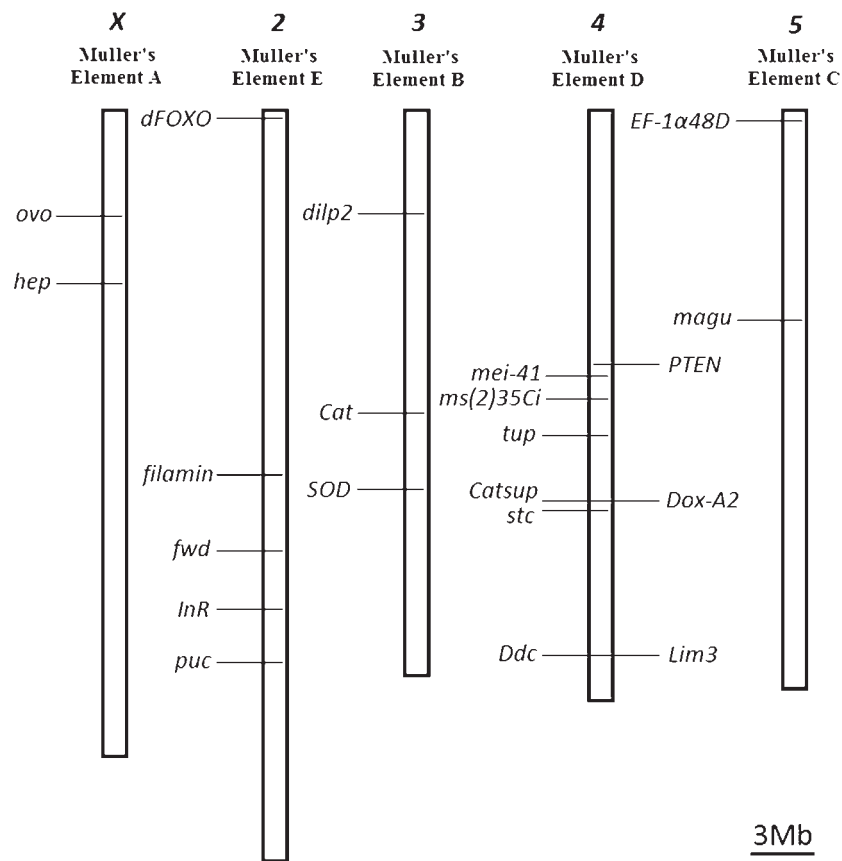 X 2 3 4 5
Muller's Muller's Muller's Muller's Muller's
Element A Element E Element B Element D Element C
dFOXO EF-1α48D
ovo dilp2
hep
magu
PTEN
mei-41
ms(2)35Ci
Cat
tup
filamin
SOD Catsup Dox-A2
stc
fwd
InR
puc Ddc Lim3
3Mb